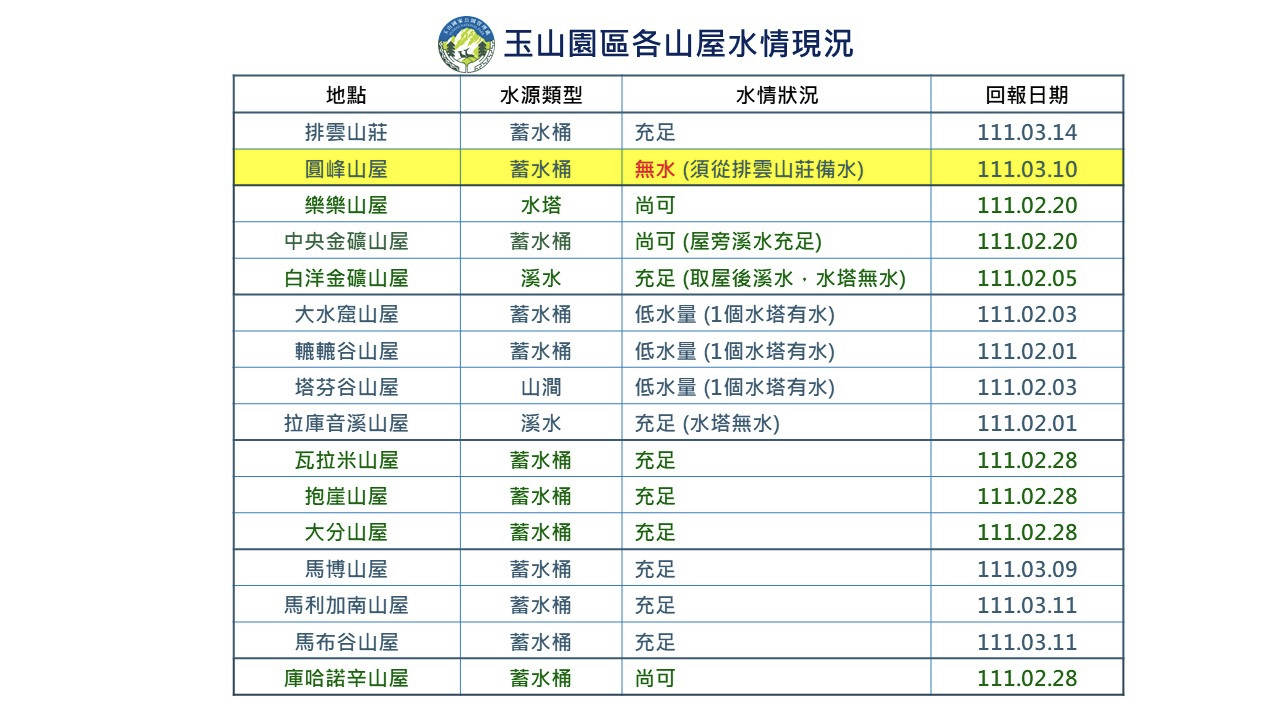 玉山園區各山屋水情現況
地點 水源類型 水情狀況 回報日期
排雲山莊 蓄水桶 充足 111.03.14
圓峰山屋 蓄水桶 無水 (須從排雲山莊備水) 111.03.10
樂樂山屋 水塔 尚可 111.02.20
中央金礦山屋 蓄水桶 尚可 (屋旁溪水充足) 111.02.20
白洋金礦山屋 溪水 充足 (取屋後溪水，水塔無水) 111.02.05
大水窟山屋 蓄水桶 低水量 (1個水塔有水) 111.02.03
轆轆谷山屋 蓄水桶 低水量 (1個水塔有水) 111.02.01
塔芬谷山屋 山澗 低水量 (1個水塔有水) 111.02.03
拉庫音溪山屋 溪水 充足 (水塔無水) 111.02.01
瓦拉米山屋 蓄水桶 充足 111.02.28
抱崖山屋 蓄水桶 充足 111.02.28
大分山屋 蓄水桶 充足 111.02.28
馬博山屋 蓄水桶 充足 111.03.09
馬利加南山屋 蓄水桶 充足 111.03.11
馬布谷山屋 蓄水桶 充足 111.03.11
庫哈諾辛山屋 蓄水桶 尚可 111.02.28